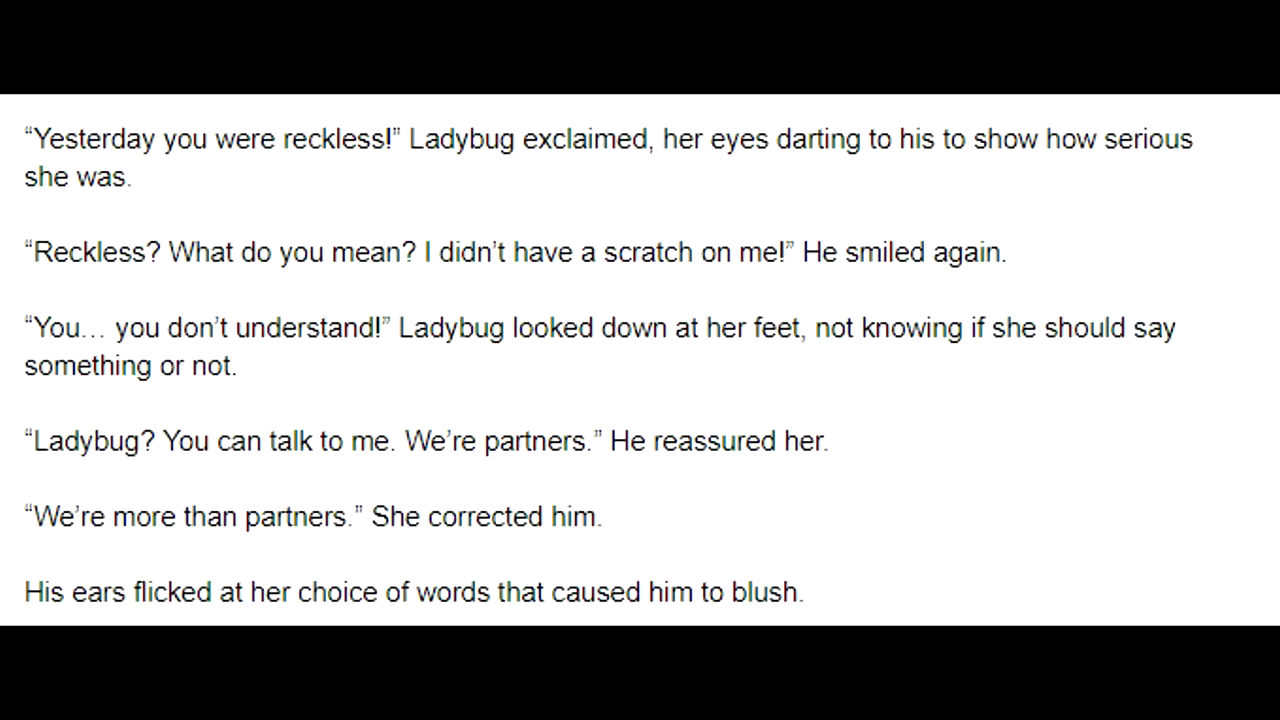 “Yesterday you were reckless!” Ladybug exclaimed, her eyes darting to his to show how serious
she was.
“Reckless? What do you mean? I didn’t have a scratch on me!” He smiled again.
“You… you don’t understand!” Ladybug looked down at her feet, not knowing if she should say
something or not.
“Ladybug? You can talk to me. We’re partners.” He reassured her.
“We’re more than partners.” She corrected him.
His ears flicked at her choice of words that caused him to blush.